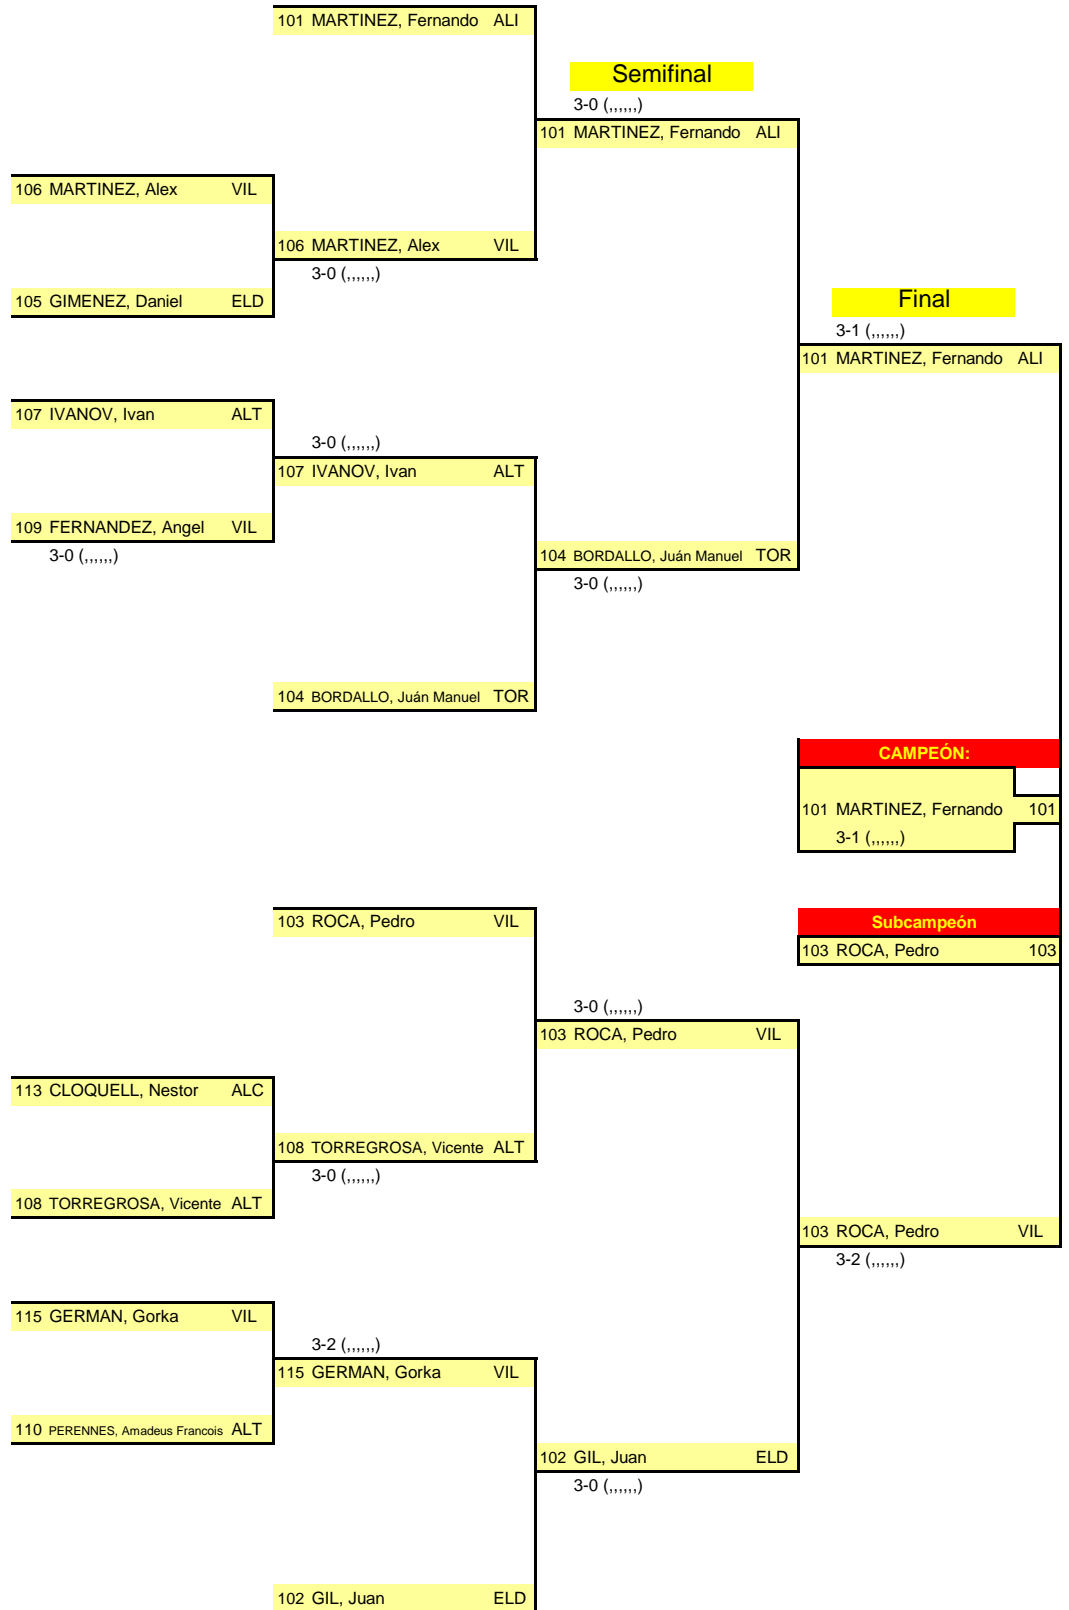 101 MARTINEZ, Fernando ALI
Semifinal
3-0 (,,,,,,)
101 MARTINEZ, Fernando ALI
106 MARTINEZ, Alex VIL
106 MARTINEZ, Alex VIL
3-0 (,,,,,,)
105 GIMENEZ, Daniel ELD
Final
3-1 (,,,,,,)
101 MARTINEZ, Fernando ALI
107 IVANOV, Ivan ALT
3-0 (,,,,,,)
107 IVANOV, Ivan ALT
109 FERNANDEZ, Angel VIL
3-0 (,,,,,,)
104 BORDALLO, Juán Manuel TOR
3-0 (,,,,,,)
104 BORDALLO, Juán Manuel TOR
CAMPEÓN:
101 MARTINEZ, Fernando 101
3-1 (,,,,,,)
103 ROCA, Pedro VIL
Subcampeón
103 ROCA, Pedro 103
3-0 (,,,,,,)
103 ROCA, Pedro VIL
113 CLOQUELL, Nestor ALC
108 TORREGROSA, Vicente ALT
3-0 (,,,,,,)
108 TORREGROSA, Vicente ALT
103 ROCA, Pedro VIL
3-2 (,,,,,,)
115 GERMAN, Gorka VIL
3-2 (,,,,,,)
115 GERMAN, Gorka VIL
110 PERENNES, Amadeus Francois ALT
102 GIL, Juan ELD
3-0 (,,,,,,)
102 GIL, Juan ELD